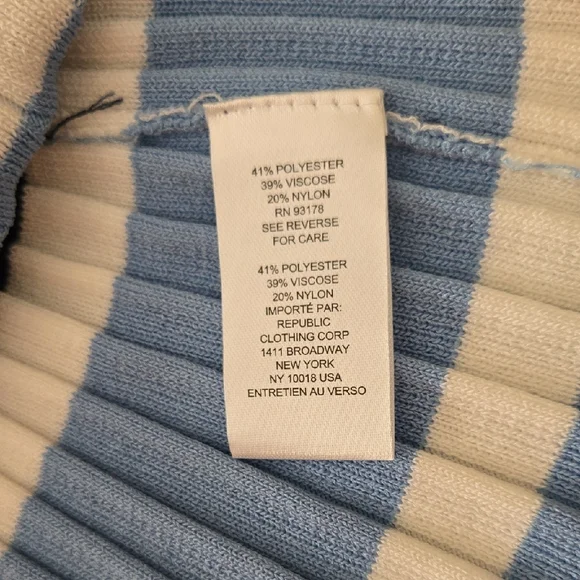 41% POLYESTER
39% VISCOSE
20% NYLON
RN 93178
SEE REVERSE
FOR CARE
41% POLYESTER
39% VISCOSE
20% NYLON
IMPORTÉ PAR:
REPUBLIC
CLOTHING CORP
1411 BROADWAY
NEW YORK
NY 10018 USA
ENTRETIEN AU VERSO